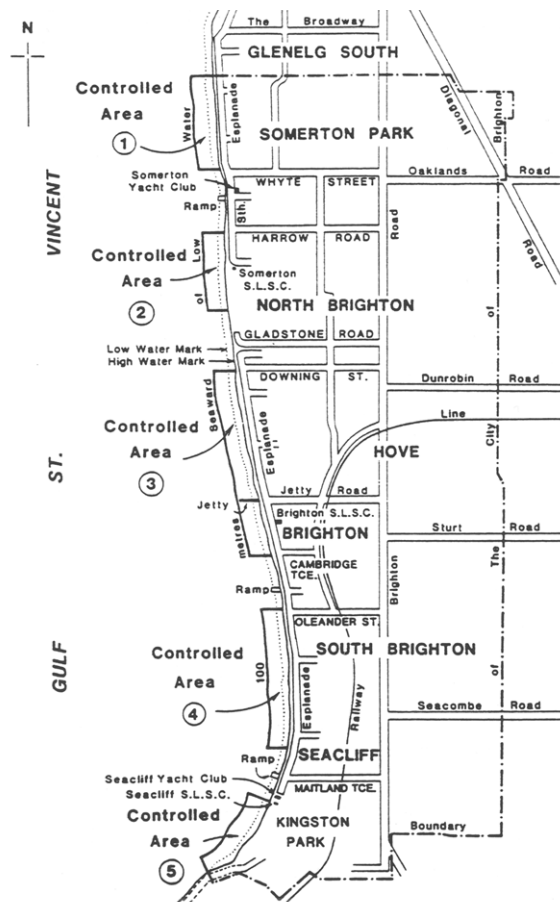 The Broadway
N
GLENELG SOUTH
Controlled
Area
1
Water
Esplanade
Diagonal
Road
Brighton
SOMERTON PARK
Oaklands Road
Somerton
Yacht Club
WHYTE STREET
Ramp
Sth.
Road
VINCENT
HARROW ROAD
Low
Controlled
Area
2
of
Somerton
S.L.S.C.
NORTH BRIGHTON
of
GLADSTONE ROAD
Low Water Mark
High Water Mark
DOWNING ST.
Dunrobin Road
Seaward
Line
City
Controlled
Area
3
Esplanade
HOVE
ST.
Jetty Road
Jetty
Brighton S.L.S.C.
metres
BRIGHTON
Sturt Road
The
CAMBRIDGE
TCE.
Brighton
Ramp
OLEANDER ST.
SOUTH BRIGHTON
Controlled
Area
4
100
GULF
of
Esplanade
Railway
Seacombe Road
SEACLIFF
Ramp
Seacliff Yacht Club
Seacliff S.L.S.C.
MAITLAND TCE.
Controlled
Area
5
KINGSTON
PARK
Boundary